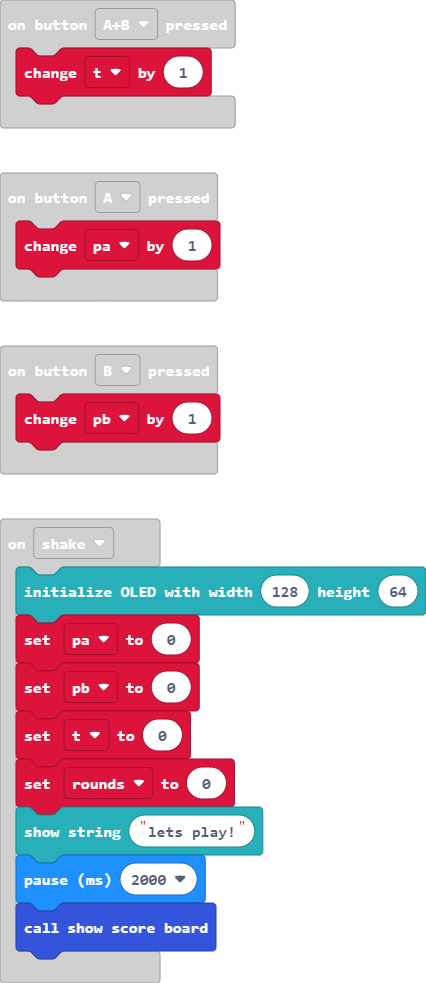 on button A+B pressed
change t by 1
on button A pressed
change pa by 1
on button B pressed
change pb by 1
on shake
initialize OLED with width 128 height 64
set pa to 0
set pb to 0
set t to 0
set rounds to 0
show string "lets play!"
pause (ms) 2000
call show score board